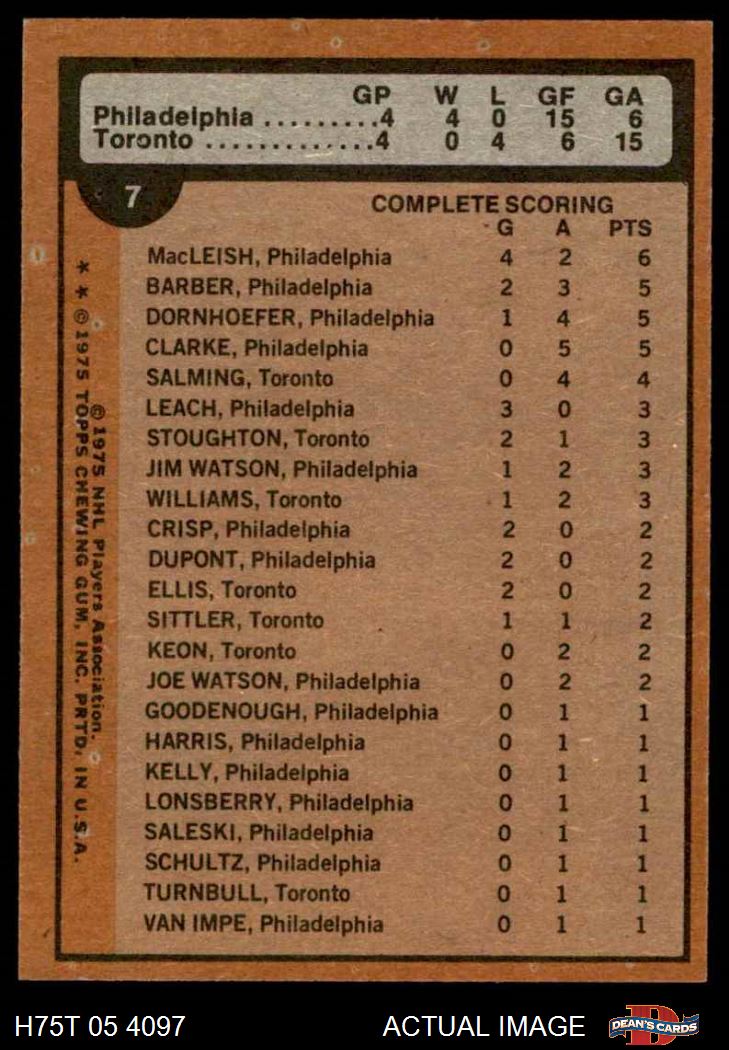 GP W L GF GA
Philadelphia .........4 4 0 15 6
Toronto .............4 0 4 6 15
7
COMPLETE SCORING
G A PTS
MacLEISH, Philadelphia 4 2 6
BARBER, Philadelphia 2 3 5
DORNHOEFER, Philadelphia 1 4 5
CLARKE, Philadelphia 0 5 5
SALMING, Toronto 0 4 4
LEACH, Philadelphia 3 0 3
STOUGHTON, Toronto 2 1 3
JIM WATSON, Philadelphia 1 2 3
WILLIAMS, Toronto 1 2 3
CRISP, Philadelphia 2 0 2
DUPONT, Philadelphia 2 0 2
ELLIS, Toronto 2 0 2
SITTLER, Toronto 1 1 2
KEON, Toronto 0 2 2
JOE WATSON, Philadelphia 0 2 2
GOODENOUGH, Philadelphia 0 1 1
HARRIS, Philadelphia 0 1 1
KELLY, Philadelphia 0 1 1
LONSBERRY, Philadelphia 0 1 1
SALESKI, Philadelphia 0 1 1
SCHULTZ, Philadelphia 0 1 1
TURNBULL, Toronto 0 1 1
VAN IMPE, Philadelphia 0 1 1
© 1975 NHL Players Association.
* * © 1975 TOPPS CHEWING GUM, INC. PRTD. IN U.S.A.
H75T 05 4097 ACTUAL IMAGE
D
DEAN'S CARDS